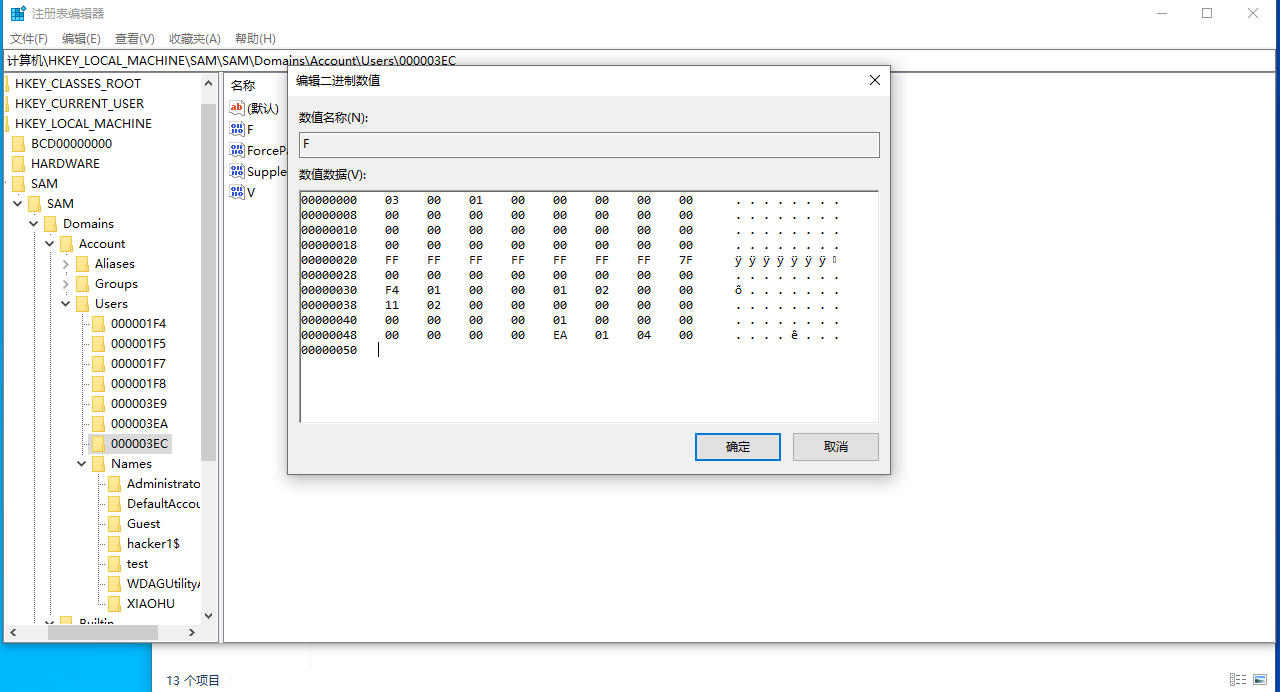 注册表编辑器
文件(F) 编辑(E) 查看(V) 收藏夹(A) 帮助(H)
计算机\HKEY_LOCAL_MACHINE\SAM\SAM\Domains\Account\Users\000003EC
HKEY_CLASSES_ROOT
HKEY_CURRENT_USER
HKEY_LOCAL_MACHINE
BCD00000000
HARDWARE
SAM
SAM
Domains
Account
Aliases
Groups
Users
000001F4
000001F5
000001F7
000001F8
000003E9
000003EA
000003EC
Names
Administrato
DefaultAccou
Guest
hacker1$
test
WDAGUtilityA
XIAOHU
Builtin
名称
(默认)
F
ForcePa
Supple
V
编辑二进制数值
数值名称(N):
F
数值数据(V):
00000000 03 00 01 00 00 00 00 00 . . . . . . . .
00000008 00 00 00 00 00 00 00 00 . . . . . . . .
00000010 00 00 00 00 00 00 00 00 . . . . . . . .
00000018 00 00 00 00 00 00 00 00 . . . . . . . .
00000020 FF FF FF FF FF FF FF 7F ÿ ÿ ÿ ÿ ÿ ÿ ÿ
00000028 00 00 00 00 00 00 00 00 . . . . . . . .
00000030 F4 01 00 00 01 02 00 00 ô . . . . . . .
00000038 11 02 00 00 00 00 00 00 . . . . . . . .
00000040 00 00 00 00 01 00 00 00 . . . . . . . .
00000048 00 00 00 00 EA 01 04 00 . . . . ê . . .
00000050
确定 取消
13 个项目